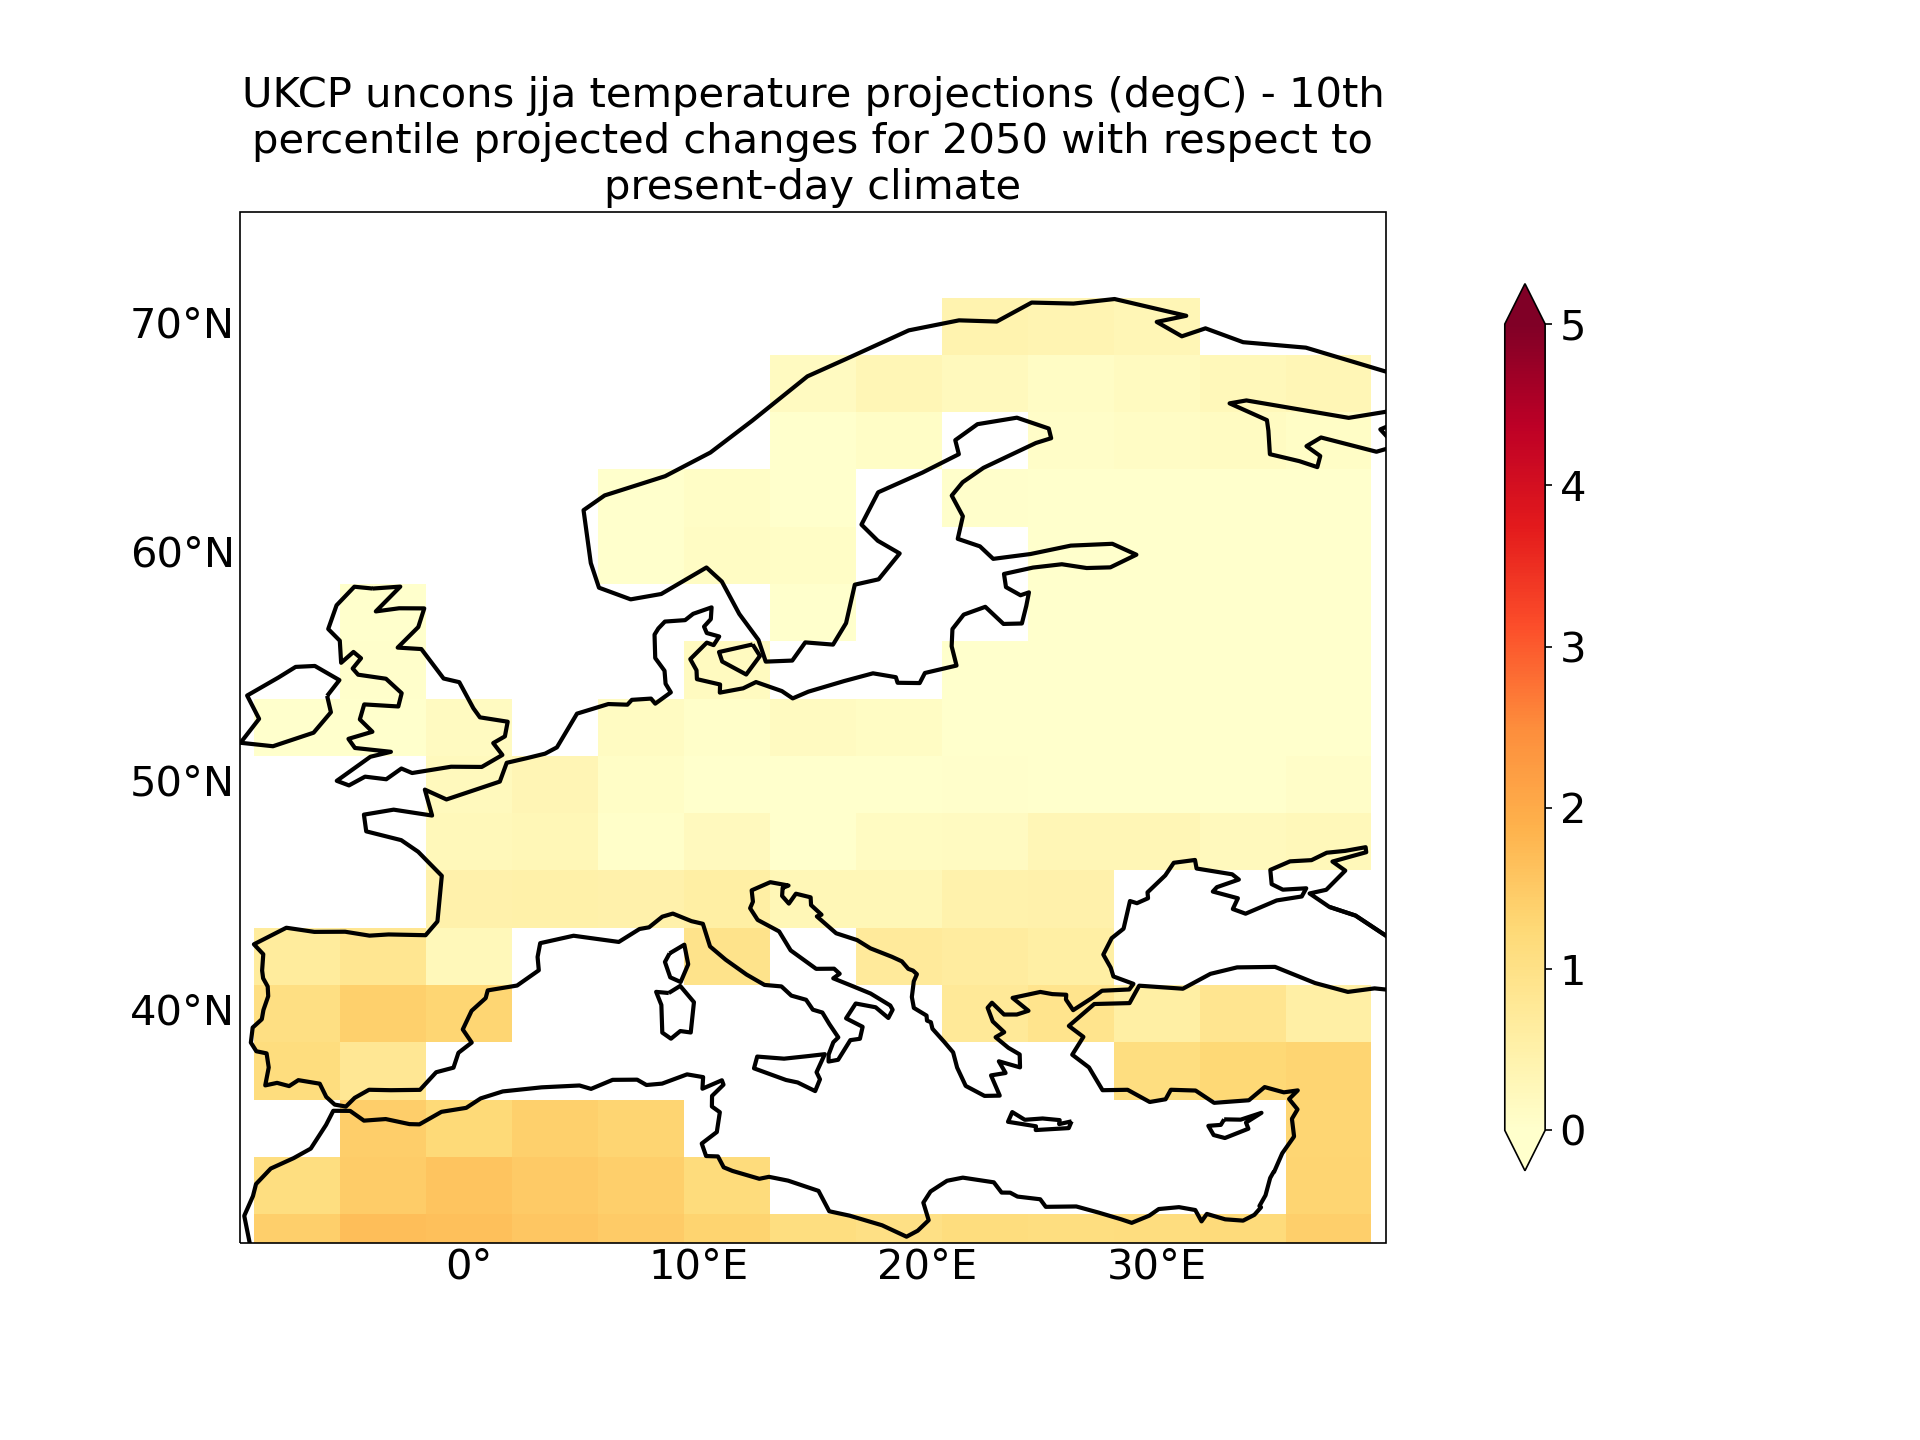 UKCP uncons jja temperature projections (degC) - 10th
percentile projected changes for 2050 with respect to
present-day climate
70°N
60°N
50°N
40°N
0°
10°E
20°E
30°E
5
4
3
2
1
0